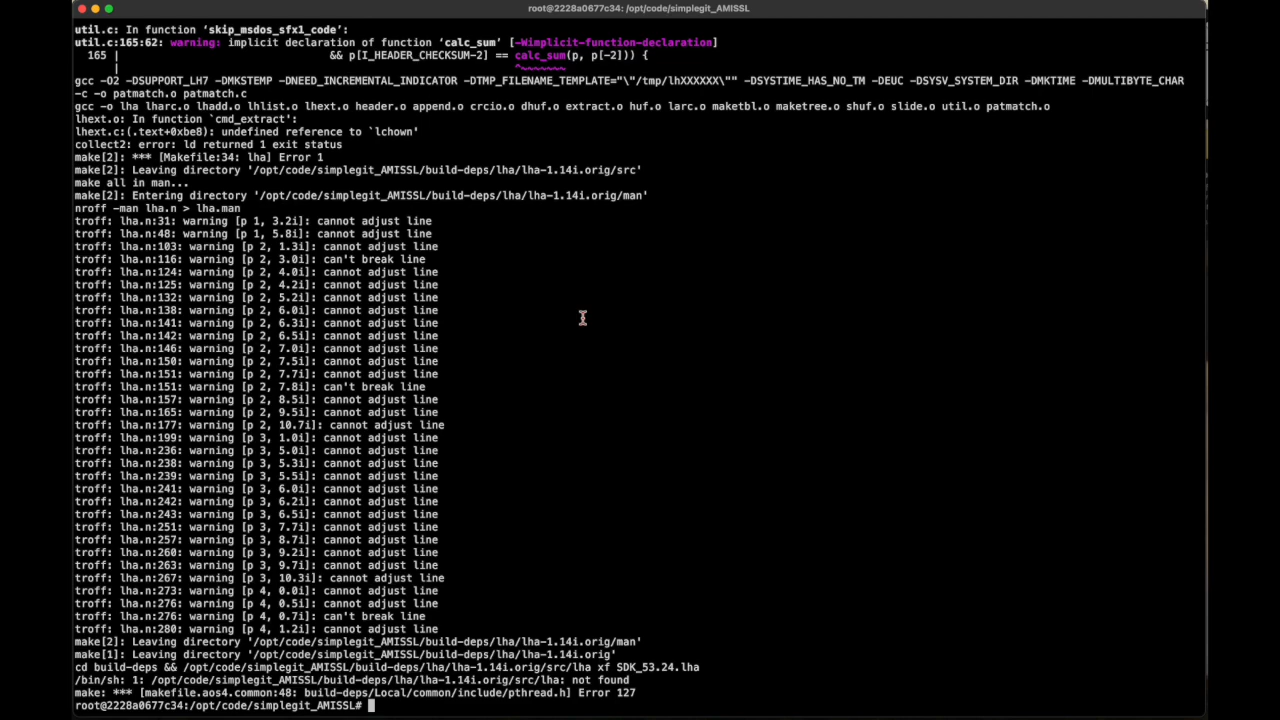 root@2228a0677c34: /opt/code/simplegit_AMISSL
util.c: In function ‘skip_msdos_sfx1_code’:
util.c:165:62: warning: implicit declaration of function ‘calc_sum’ [-Wimplicit-function-declaration]
165 | && p[I_HEADER_CHECKSUM-2] == calc_sum(p, p[-2])) {
| ^~~~~~~~
gcc -O2 -DSUPPORT_LH7 -DMKSTEMP -DNEED_INCREMENTAL_INDICATOR -DTMP_FILENAME_TEMPLATE="\"/tmp/lhXXXXXX\"" -DSYSTIME_HAS_NO_TM -DEUC -DSYSV_SYSTEM_DIR -DMKTIME -DMULTIBYTE_CHAR
-c -o patmatch.o patmatch.c
gcc -o lha lharc.o lhadd.o lhlist.o lhext.o header.o append.o crcio.o dhuf.o extract.o huf.o larc.o maketbl.o maketree.o shuf.o slide.o util.o patmatch.o
lhext.o: In function `cmd_extract':
lhext.c:(.text+0xbe8): undefined reference to `lchown'
collect2: error: ld returned 1 exit status
make[2]: *** [Makefile:34: lha] Error 1
make[2]: Leaving directory '/opt/code/simplegit_AMISSL/build-deps/lha/lha-1.14i.orig/src'
make all in man...
make[2]: Entering directory '/opt/code/simplegit_AMISSL/build-deps/lha/lha-1.14i.orig/man'
nroff -man lha.n > lha.man
troff: lha.n:31: warning [p 1, 3.2i]: cannot adjust line
troff: lha.n:48: warning [p 1, 5.8i]: cannot adjust line
troff: lha.n:103: warning [p 2, 1.3i]: cannot adjust line
troff: lha.n:116: warning [p 2, 3.0i]: can't break line
troff: lha.n:124: warning [p 2, 4.0i]: cannot adjust line
troff: lha.n:125: warning [p 2, 4.2i]: cannot adjust line
troff: lha.n:132: warning [p 2, 5.2i]: cannot adjust line
troff: lha.n:138: warning [p 2, 6.0i]: cannot adjust line
troff: lha.n:141: warning [p 2, 6.3i]: cannot adjust line
troff: lha.n:142: warning [p 2, 6.5i]: cannot adjust line
troff: lha.n:146: warning [p 2, 7.0i]: cannot adjust line
troff: lha.n:150: warning [p 2, 7.5i]: cannot adjust line
troff: lha.n:151: warning [p 2, 7.7i]: cannot adjust line
troff: lha.n:151: warning [p 2, 7.8i]: can't break line
troff: lha.n:157: warning [p 2, 8.5i]: cannot adjust line
troff: lha.n:165: warning [p 2, 9.5i]: cannot adjust line
troff: lha.n:177: warning [p 2, 10.7i]: cannot adjust line
troff: lha.n:199: warning [p 3, 1.0i]: cannot adjust line
troff: lha.n:236: warning [p 3, 5.0i]: cannot adjust line
troff: lha.n:238: warning [p 3, 5.3i]: cannot adjust line
troff: lha.n:239: warning [p 3, 5.5i]: cannot adjust line
troff: lha.n:241: warning [p 3, 6.0i]: cannot adjust line
troff: lha.n:242: warning [p 3, 6.2i]: cannot adjust line
troff: lha.n:243: warning [p 3, 6.5i]: cannot adjust line
troff: lha.n:251: warning [p 3, 7.7i]: cannot adjust line
troff: lha.n:257: warning [p 3, 8.7i]: cannot adjust line
troff: lha.n:260: warning [p 3, 9.2i]: cannot adjust line
troff: lha.n:263: warning [p 3, 9.7i]: cannot adjust line
troff: lha.n:267: warning [p 3, 10.3i]: cannot adjust line
troff: lha.n:273: warning [p 4, 0.0i]: cannot adjust line
troff: lha.n:276: warning [p 4, 0.5i]: cannot adjust line
troff: lha.n:276: warning [p 4, 0.7i]: can't break line
troff: lha.n:280: warning [p 4, 1.2i]: cannot adjust line
make[2]: Leaving directory '/opt/code/simplegit_AMISSL/build-deps/lha/lha-1.14i.orig/man'
make[1]: Leaving directory '/opt/code/simplegit_AMISSL/build-deps/lha/lha-1.14i.orig'
cd build-deps && /opt/code/simplegit_AMISSL/build-deps/lha/lha-1.14i.orig/src/lha xf SDK_53.24.lha
/bin/sh: 1: /opt/code/simplegit_AMISSL/build-deps/lha/lha-1.14i.orig/src/lha: not found
make: *** [makefile.aos4.common:48: build-deps/Local/common/include/pthread.h] Error 127
root@2228a0677c34:/opt/code/simplegit_AMISSL#